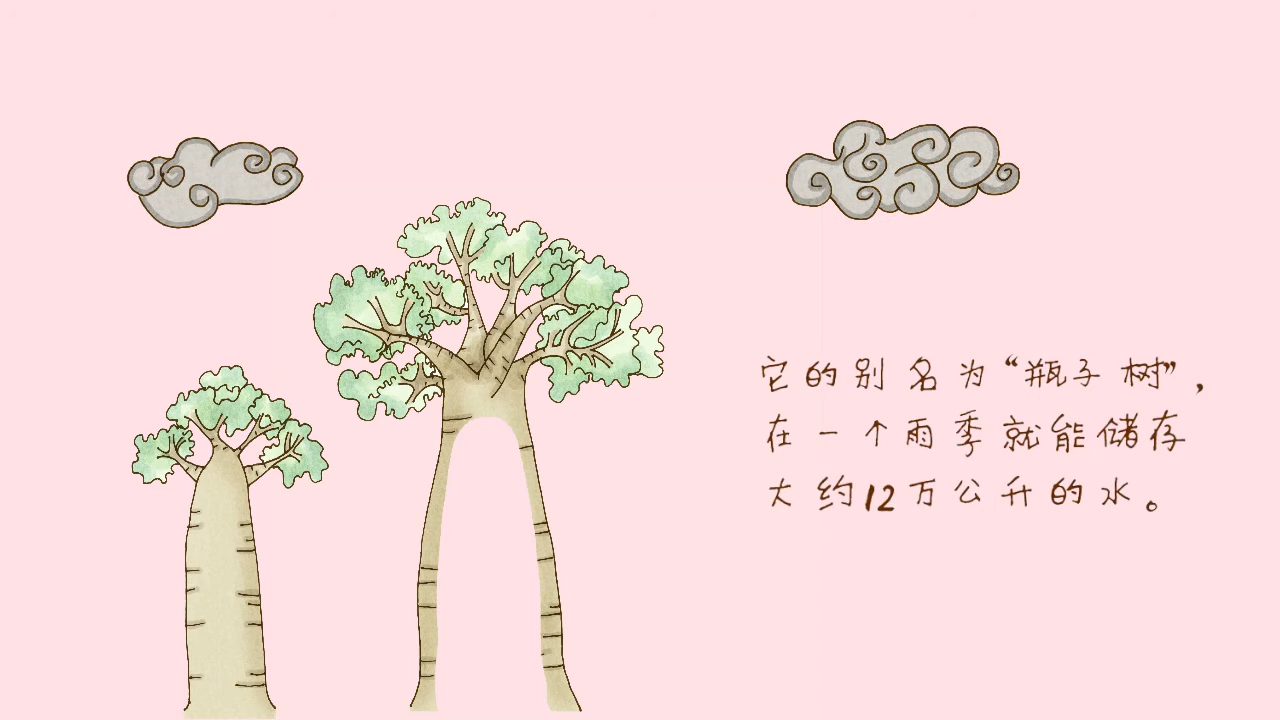 它的别名为“瓶子树”，
在一个雨季就能储存
大约12万公升的水。